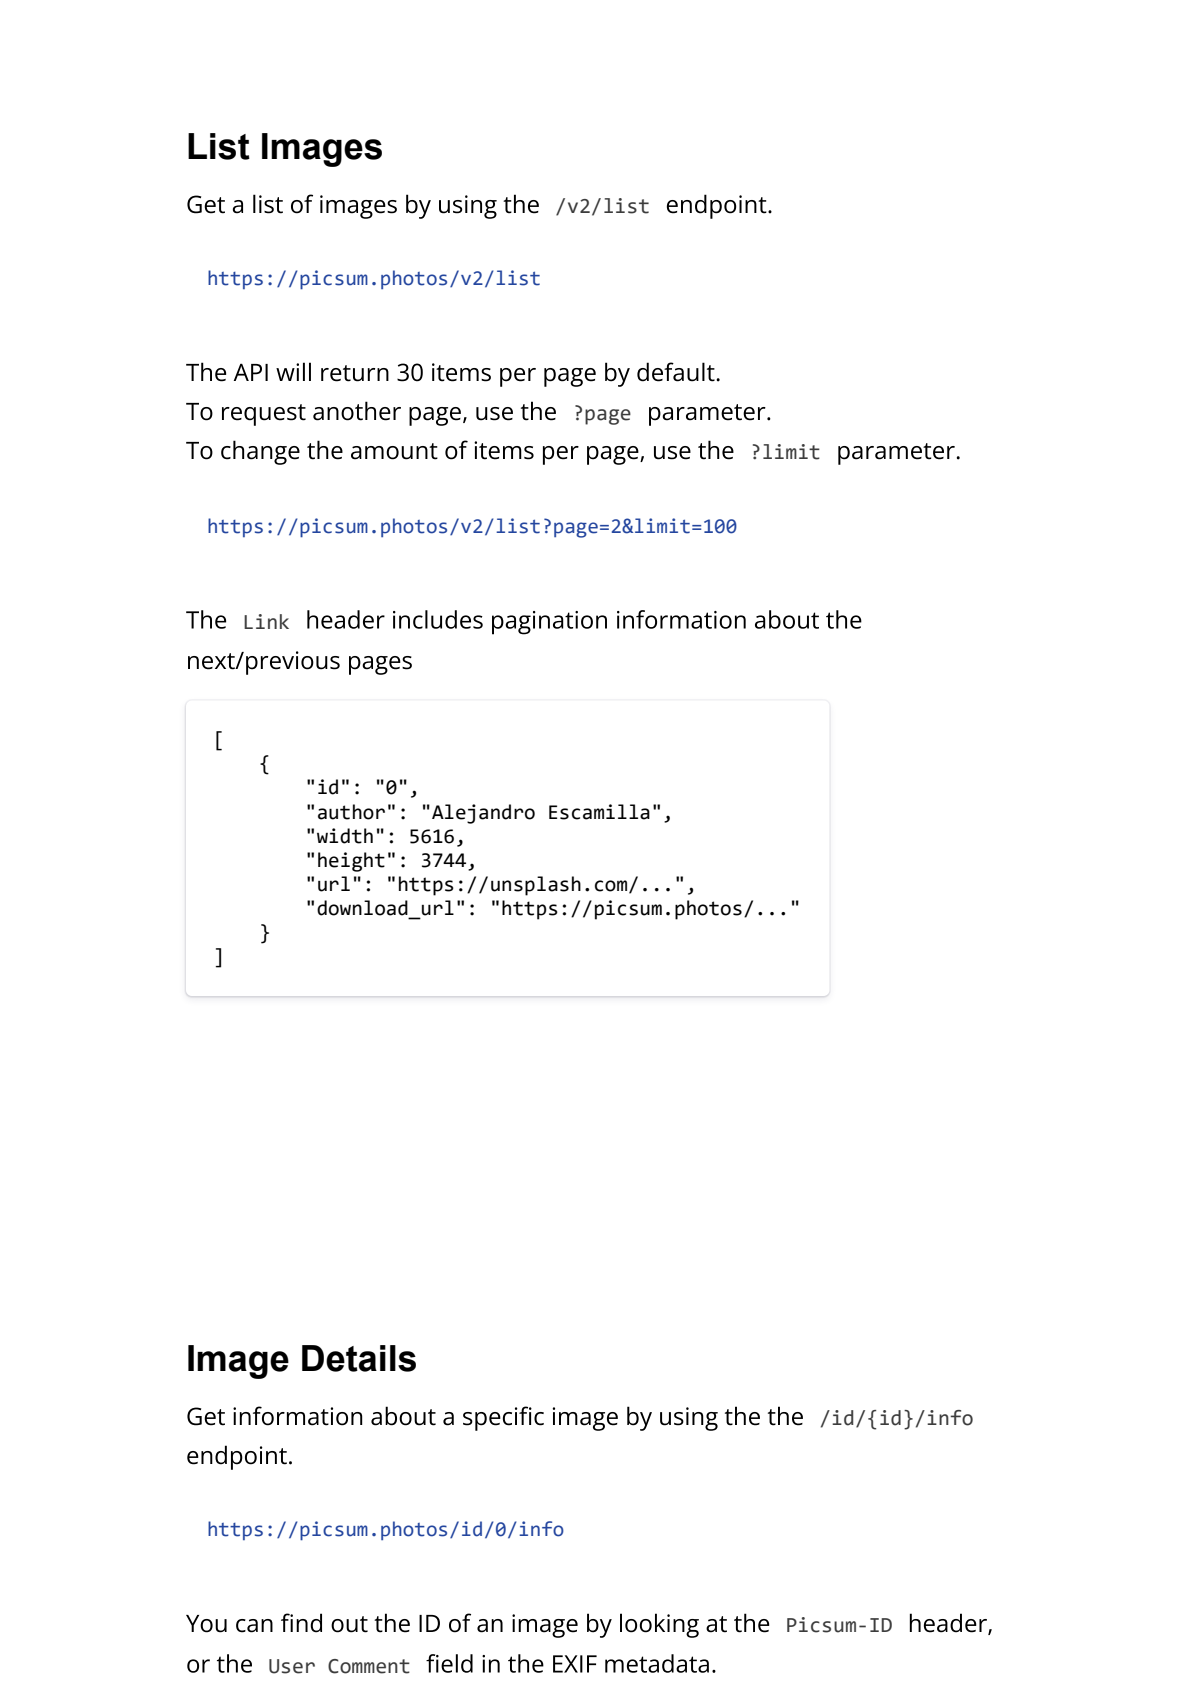 List Images
Get a list of images by using the /v2/list endpoint.
https://picsum.photos/v2/list
The API will return 30 items per page by default.
To request another page, use the ?page parameter.
To change the amount of items per page, use the ?limit parameter.
https://picsum.photos/v2/list?page=2&limit=100
The Link header includes pagination information about the
next/previous pages
[
    {
        "id": "0",
        "author": "Alejandro Escamilla",
        "width": 5616,
        "height": 3744,
        "url": "https://unsplash.com/...",
        "download_url": "https://picsum.photos/..."
    }
]
Image Details
Get information about a specific image by using the the /id/{id}/info
endpoint.
https://picsum.photos/id/0/info
You can find out the ID of an image by looking at the Picsum-ID header,
or the User Comment field in the EXIF metadata.